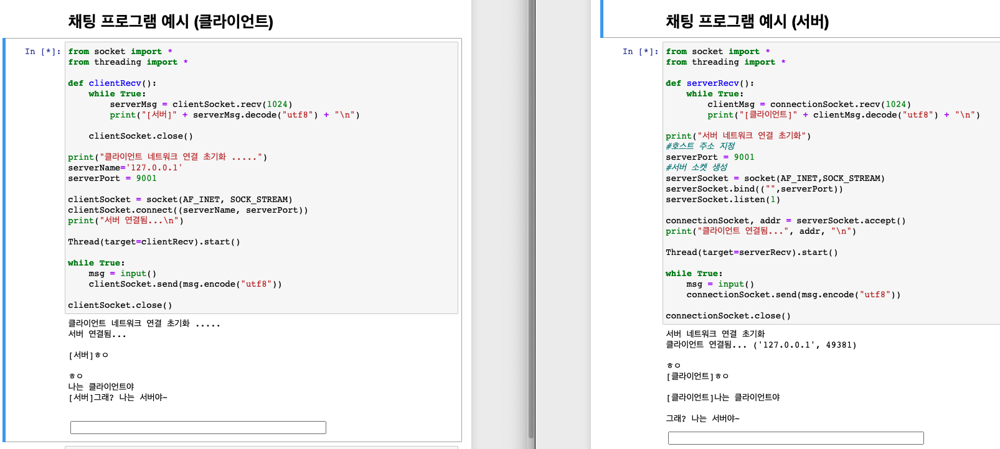 채팅 프로그램 예시 (클라이언트)
In [*]:
from socket import *
from threading import *
def clientRecv():
    while True:
        serverMsg = clientSocket.recv(1024)
        print("[서버]" + serverMsg.decode("utf8") + "\n")
    clientSocket.close()
print("클라이언트 네트워크 연결 초기화 .....")
serverName='127.0.0.1'
serverPort = 9001
clientSocket = socket(AF_INET, SOCK_STREAM)
clientSocket.connect((serverName, serverPort))
print("서버 연결됨...\n")
Thread(target=clientRecv).start()
while True:
    msg = input()
    clientSocket.send(msg.encode("utf8"))
clientSocket.close()
클라이언트 네트워크 연결 초기화 .....
서버 연결됨...
[서버]ㅎㅇ
ㅎㅇ
나는 클라이언트야
[서버]그래? 나는 서버야~
채팅 프로그램 예시 (서버)
In [*]:
from socket import *
from threading import *
def serverRecv():
    while True:
        clientMsg = connectionSocket.recv(1024)
        print("[클라이언트]" + clientMsg.decode("utf8") + "\n")
print("서버 네트워크 연결 초기화")
#호스트 주소 지정
serverPort = 9001
#서버 소켓 생성
serverSocket = socket(AF_INET,SOCK_STREAM)
serverSocket.bind(("",serverPort))
serverSocket.listen(1)
connectionSocket, addr = serverSocket.accept()
print("클라이언트 연결됨...", addr, "\n")
Thread(target=serverRecv).start()
while True:
    msg = input()
    connectionSocket.send(msg.encode("utf8"))
connectionSocket.close()
서버 네트워크 연결 초기화
클라이언트 연결됨... ('127.0.0.1', 49381)
ㅎㅇ
[클라이언트]ㅎㅇ
[클라이언트]나는 클라이언트야
그래? 나는 서버야~